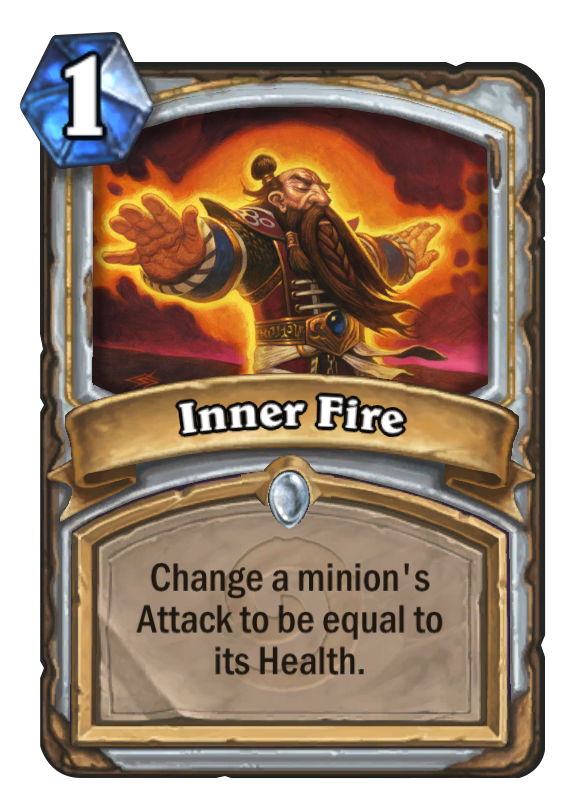 1
Inner Fire
Change a minion's
Attack to be equal to
its Health.